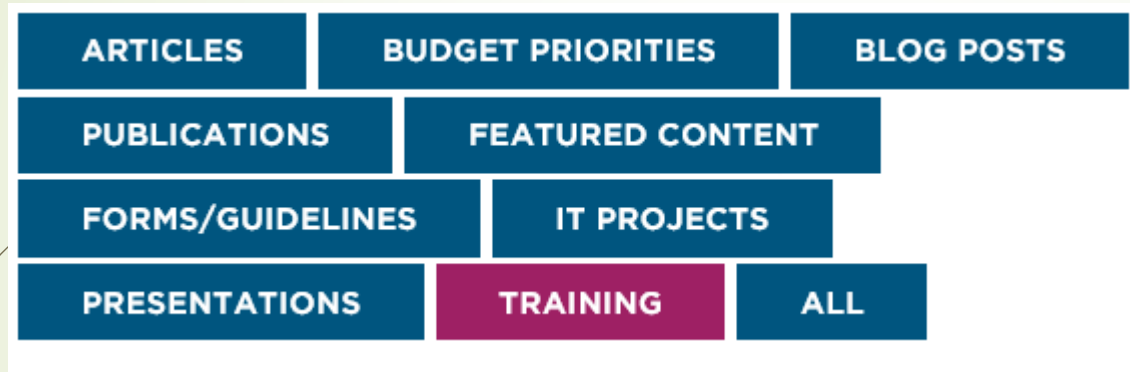 ARTICLES BUDGET PRIORITIES BLOG POSTS
PUBLICATIONS FEATURED CONTENT
FORMS/GUIDELINES IT PROJECTS
PRESENTATIONS TRAINING ALL